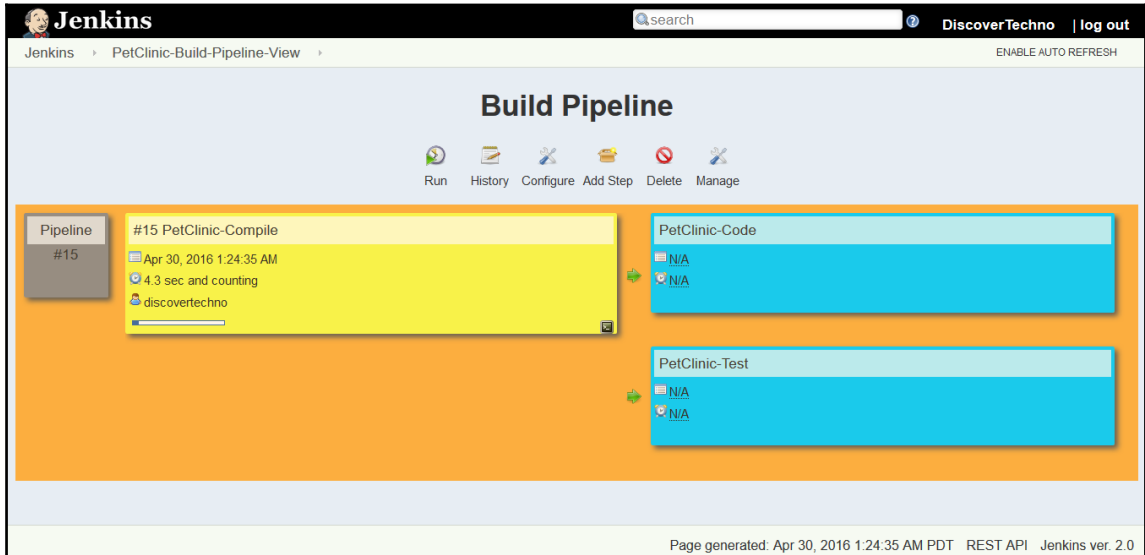 Jenkins
search
DiscoverTechno | log out
Jenkins PetClinic-Build-Pipeline-View
ENABLE AUTO REFRESH
Build Pipeline
Run History Configure Add Step Delete Manage
Pipeline
#15
#15 PetClinic-Compile
Apr 30, 2016 1:24:35 AM
4.3 sec and counting
discovertechno
PetClinic-Code
N/A
N/A
PetClinic-Test
N/A
N/A
Page generated: Apr 30, 2016 1:24:35 AM PDT REST API Jenkins ver. 2.0